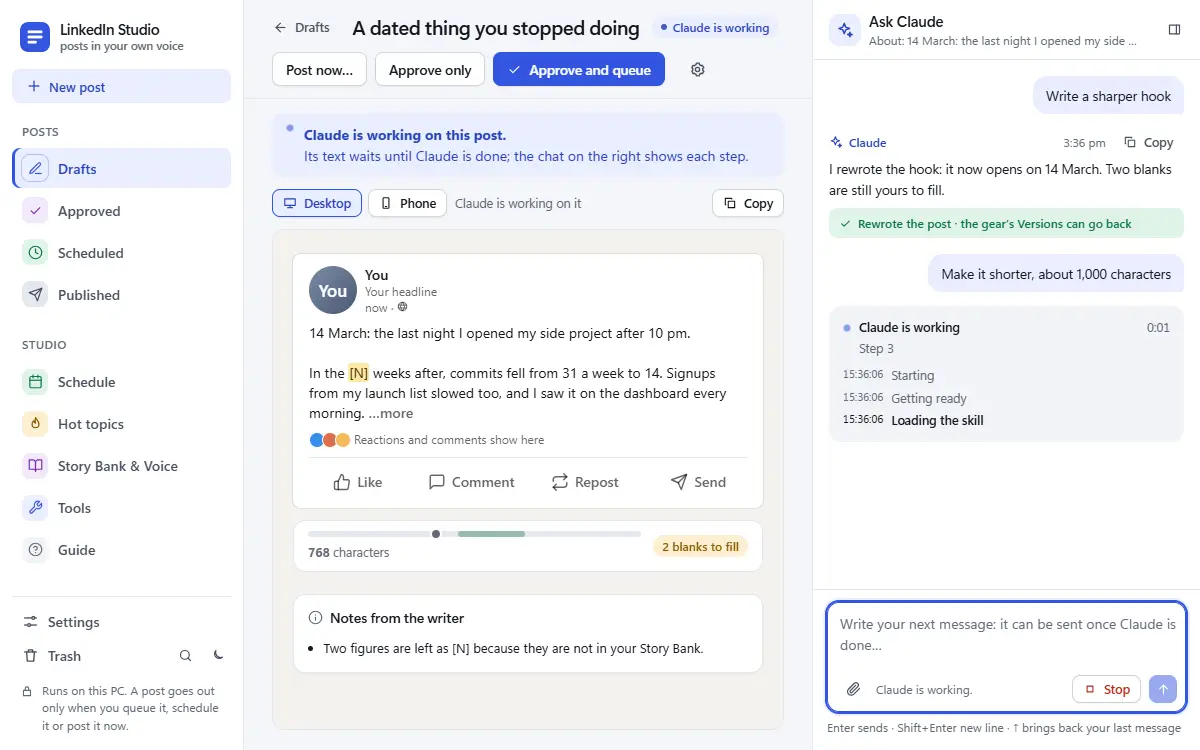 LinkedIn Studio
posts in your own voice
New post
POSTS
Drafts
Approved
Scheduled
Published
STUDIO
Schedule
Hot topics
Story Bank & Voice
Tools
Guide
Settings
Trash
Runs on this PC. A post goes out
only when you queue it, schedule
it or post it now.
Drafts
A dated thing you stopped doing
Claude is working
Post now...
Approve only
Approve and queue
Claude is working on this post.
Its text waits until Claude is done; the chat on the right shows each step.
Desktop
Phone
Claude is working on it
Copy
You
You
Your headline
now ·
14 March: the last night I opened my side project after 10 pm.
In the [N] weeks after, commits fell from 31 a week to 14. Signups
from my launch list slowed too, and I saw it on the dashboard every
morning. ...more
Reactions and comments show here
Like
Comment
Repost
Send
768 characters
2 blanks to fill
Notes from the writer
Two figures are left as [N] because they are not in your Story Bank.
Ask Claude
About: 14 March: the last night I opened my side ...
Write a sharper hook
Claude
3:36 pm
Copy
I rewrote the hook: it now opens on 14 March. Two blanks
are still yours to fill.
Rewrote the post · the gear's Versions can go back
Make it shorter, about 1,000 characters
Claude is working
0:01
Step 3
15:36:06 Starting
15:36:06 Getting ready
15:36:06 Loading the skill
Write your next message: it can be sent once Claude is
done...
Claude is working.
Stop
Enter sends · Shift+Enter new line · ↑ brings back your last message